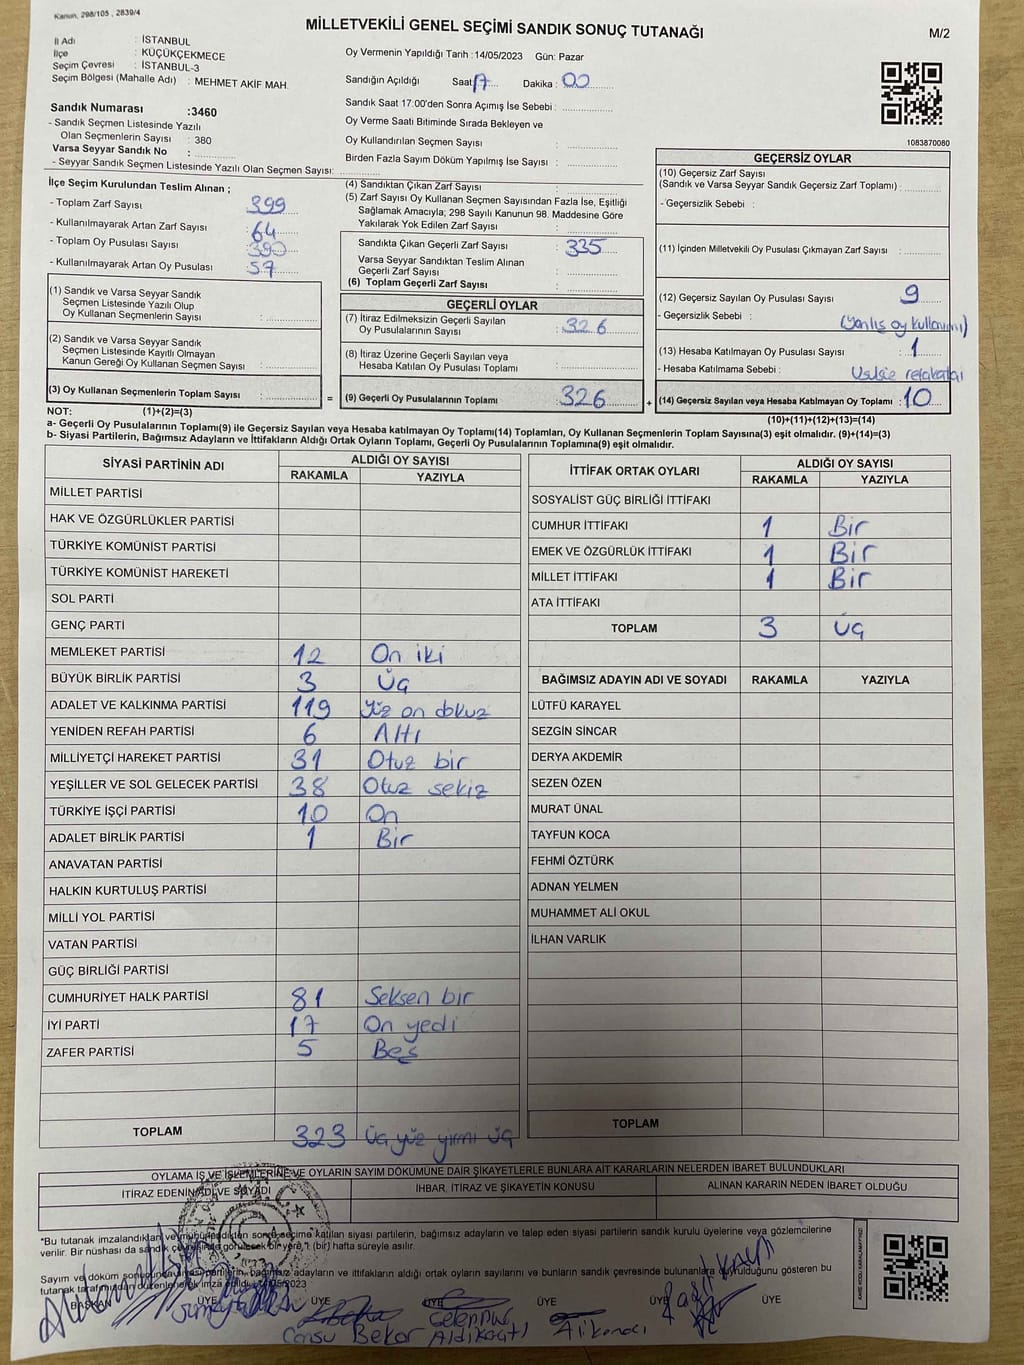 Kanun, 298/105 , 2839/4
MİLLETVEKİLİ GENEL SEÇİMİ SANDIK SONUÇ TUTANAĞI
M/2
İl Adı : İSTANBUL
İlçe : KÜÇÜKÇEKMECE
Seçim Çevresi : İSTANBUL-3
Seçim Bölgesi (Mahalle Adı) : MEHMET AKİF MAH.
Oy Vermenin Yapıldığı Tarih :14/05/2023 Gün: Pazar
Sandığın Açıldığı Saat 17 Dakika : 00
Sandık Saat 17.00'den Sonra Açımış İse Sebebi :
Oy Verme Saati Bitiminde Sırada Bekleyen ve
Oy Kullandırılan Seçmen Sayısı :
Birden Fazla Sayım Döküm Yapılmış İse Sayısı :
Sandık Numarası :3460
- Sandık Seçmen Listesinde Yazılı
Olan Seçmenlerin Sayısı : 380
Varsa Seyyar Sandık No :
- Seyyar Sandık Seçmen Listesinde Yazılı Olan Seçmen Sayısı:
1083870080
İlçe Seçim Kurulundan Teslim Alınan ;
- Toplam Zarf Sayısı : 399
- Kullanılmayarak Artan Zarf Sayısı : 64
- Toplam Oy Pusulası Sayısı : 390
- Kullanılmayarak Artan Oy Pusulası : 57
(1) Sandık ve Varsa Seyyar Sandık
Seçmen Listesinde Yazılı Olup
Oy Kullanan Seçmenlerin Sayısı :
(2) Sandık ve Varsa Seyyar Sandık
Seçmen Listesinde Kayıtlı Olmayan
Kanun Gereği Oy Kullanan Seçmen Sayısı :
(3) Oy Kullanan Seçmenlerin Toplam Sayısı :
(4) Sandıktan Çıkan Zarf Sayısı :
(5) Zarf Sayısı Oy Kullanan Seçmen Sayısından Fazla İse, Eşitliği
Sağlamak Amacıyla; 298 Sayılı Kanunun 98. Maddesine Göre
Yakılarak Yok Edilen Zarf Sayısı :
Sandıkta Çıkan Geçerli Zarf Sayısı : 335
Varsa Seyyar Sandıktan Teslim Alınan
Geçerli Zarf Sayısı :
(6) Toplam Geçerli Zarf Sayısı :
GEÇERLİ OYLAR
(7) İtiraz Edilmeksizin Geçerli Sayılan
Oy Pusulalarının Sayısı : 326
(8) İtiraz Üzerine Geçerli Sayılan veya
Hesaba Katılan Oy Pusulası Toplamı :
= (9) Geçerli Oy Pusulalarının Toplamı : 326
GEÇERSİZ OYLAR
(10) Geçersiz Zarf Sayısı
(Sandık ve Varsa Seyyar Sandık Geçersiz Zarf Toplamı) :
- Geçersizlik Sebebi :
(11) İçinden Milletvekili Oy Pusulası Çıkmayan Zarf Sayısı :
(12) Geçersiz Sayılan Oy Pusulası Sayısı : 9
- Geçersizlik Sebebi : (Yanlış oy kullanımı)
(13) Hesaba Katılmayan Oy Pusulası Sayısı : 1
- Hesaba Katılmama Sebebi :
+ (14) Geçersiz Sayılan veya Hesaba Katılmayan Oy Toplamı : 10
NOT: (1)+(2)=(3)
(10)+(11)+(12)+(13)=(14)
a- Geçerli Oy Pusulaları Toplamı(9) ile Geçersiz Sayılan veya Hesaba katılmayan Oy Toplamı(14) Toplamları, Oy Kullanan Seçmenlerin Toplam Sayısına(3) eşit olmalıdır. (9)+(14)=(3)
b- Siyasi Partilerin, Bağımsız Adayların ve İttifakların Aldığı Ortak Oyların Toplamı, Geçerli Oy Pusulalarının Toplamına(9) eşit olmalıdır.
SİYASİ PARTİNİN ADI ALDIĞI OY SAYISI
RAKAMLA YAZIYLA
MİLLET PARTİSİ
HAK VE ÖZGÜRLÜKLER PARTİSİ
TÜRKİYE KOMÜNİST PARTİSİ
TÜRKİYE KOMÜNİST HAREKETİ
SOL PARTİ
GENÇ PARTİ
MEMLEKET PARTİSİ 12 On iki
BÜYÜK BİRLİK PARTİSİ 3 Üç
ADALET VE KALKINMA PARTİSİ 119 Yüz on dokuz
YENİDEN REFAH PARTİSİ 6 Altı
MİLLİYETÇİ HAREKET PARTİSİ 31 Otuz bir
YEŞİLLER VE SOL GELECEK PARTİSİ 38 Otuz sekiz
TÜRKİYE İŞÇİ PARTİSİ 10 On
ADALET BİRLİK PARTİSİ 1 Bir
ANAVATAN PARTİSİ
HALKIN KURTULUŞ PARTİSİ
MİLLİ YOL PARTİSİ
VATAN PARTİSİ
GÜÇ BİRLİĞİ PARTİSİ
CUMHURİYET HALK PARTİSİ 81 Seksen bir
İYİ PARTİ 17 On yedi
ZAFER PARTİSİ 5 Beş
TOPLAM 323 Üç yüz yirmi üç
İTTİFAK ORTAK OYLARI ALDIĞI OY SAYISI
RAKAMLA YAZIYLA
SOSYALİST GÜÇ BİRLİĞİ İTTİFAKI
CUMHUR İTTİFAKI 1 Bir
EMEK VE ÖZGÜRLÜK İTTİFAKI 1 Bir
MİLLET İTTİFAKI 1 Bir
ATA İTTİFAKI
TOPLAM 3 Üç
BAĞIMSIZ ADAYIN ADI VE SOYADI RAKAMLA YAZIYLA
LÜTFÜ KARAYEL
SEZGİN SİNCAR
DERYA AKDEMİR
SEZEN ÖZEN
MURAT ÜNAL
TAYFUN KOCA
FEHMİ ÖZTÜRK
ADNAN YELMEN
MUHAMMET ALİ OKUL
İLHAN VARLIK
TOPLAM
OYLAMA İŞ VE İŞLEMLERİNE VE OYLARIN SAYIM DÖKÜMÜNE DAİR ŞİKAYETLERLE BUNLARA AİT KARARLARIN NELERDEN İBARET BULUNDUKLARI
İTİRAZ EDENİN ADI VE SOYADI İHBAR, İTİRAZ VE ŞİKAYETİN KONUSU ALINAN KARARIN NEDEN İBARET OLDUĞU
*Bu tutanak imzalandıktan ve mühürlendikten sonra seçime katılan siyasi partilerin, bağımsız adayların ve talep eden siyasi partilerin sandık kurulu üyelerine veya gözlemcilerine
verilir. Bir nüshası da sandık çevresinde görülecek bir yere 1 (bir) hafta süreyle asılır.
Sayım ve döküm sonucunda siyasi partilerin, bağımsız adayların ve ittifakların aldığı ortak oyların sayılarını ve bunların sandık çevresinde bulunanlara duyurulduğunu gösteren bu
tutanak tarafımızdan düzenlenerek imza edildi. 14/05/2023
BAŞKAN ÜYE ÜYE ÜYE ÜYE ÜYE ÜYE
Cansu Bekar